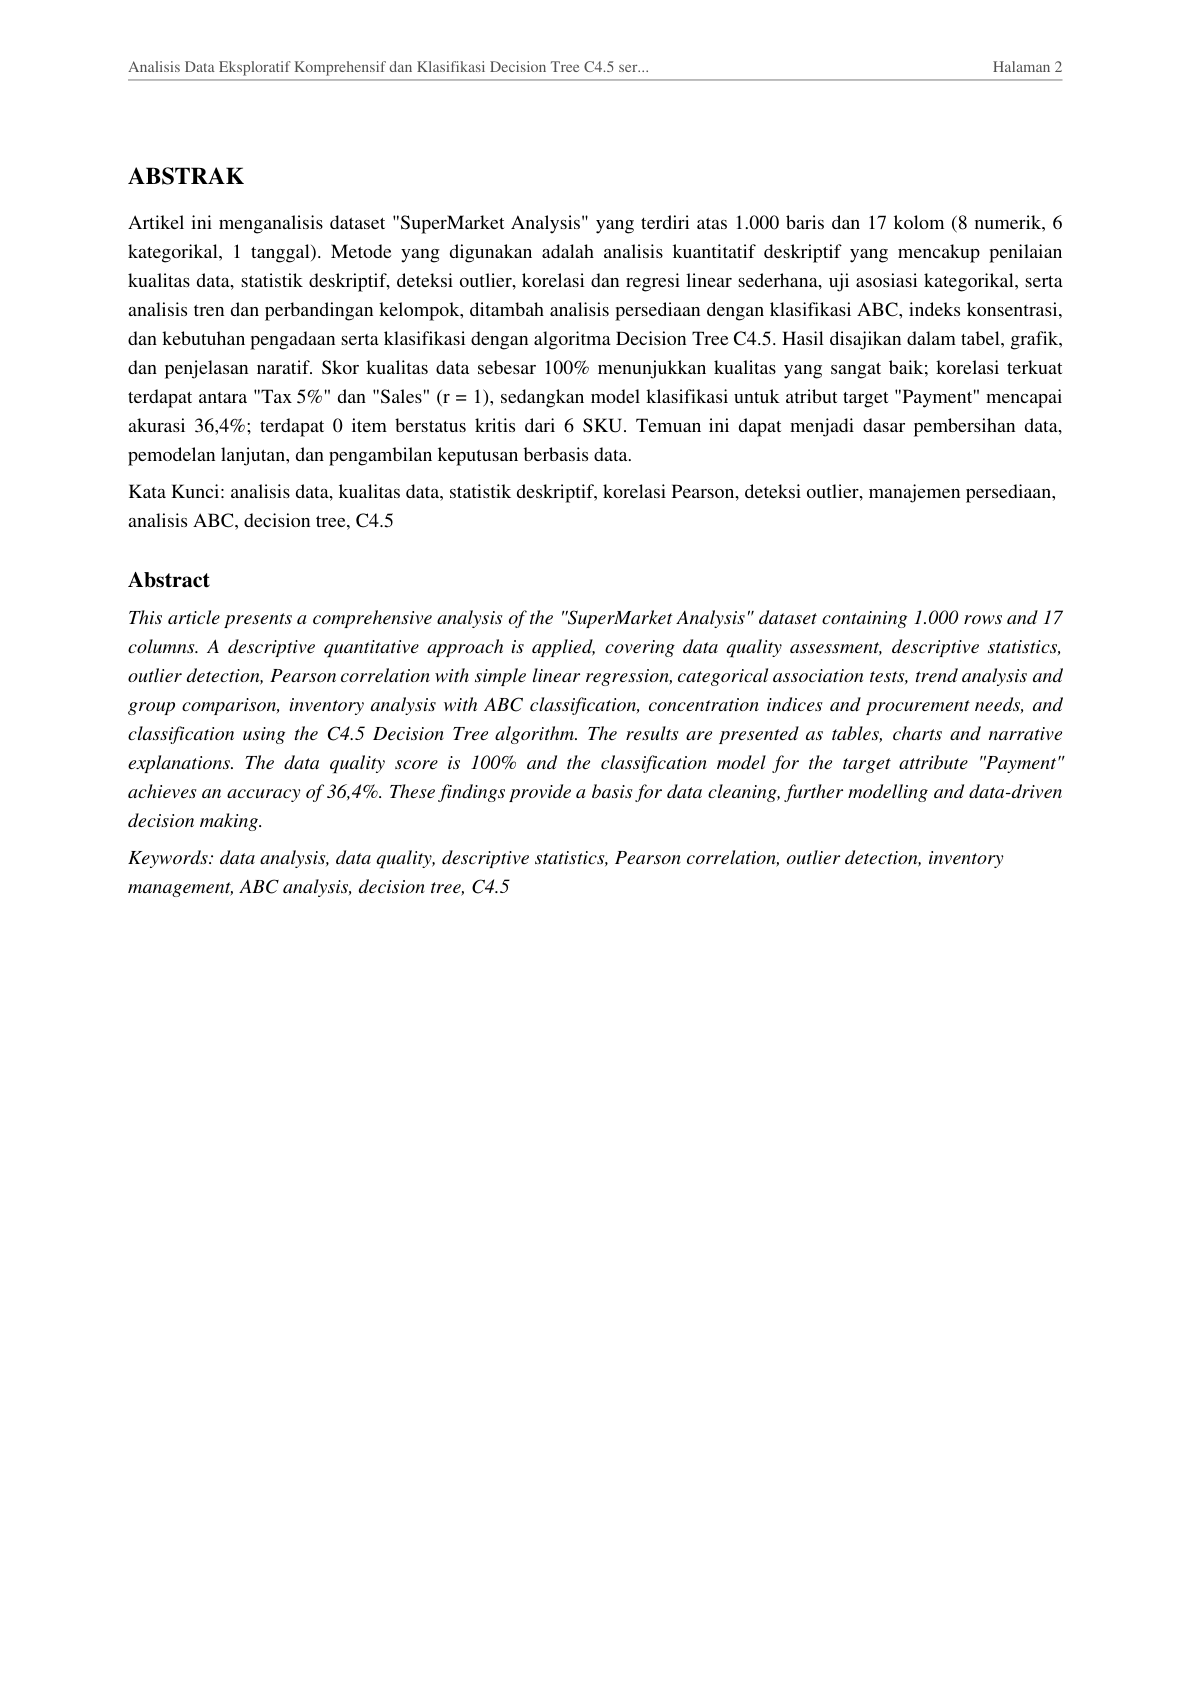 Analisis Data Eksploratif Komprehensif dan Klasifikasi Decision Tree C4.5 ser... Halaman 2
ABSTRAK
Artikel ini menganalisis dataset "SuperMarket Analysis" yang terdiri atas 1.000 baris dan 17 kolom (8 numerik, 6
kategorikal, 1 tanggal). Metode yang digunakan adalah analisis kuantitatif deskriptif yang mencakup penilaian
kualitas data, statistik deskriptif, deteksi outlier, korelasi dan regresi linear sederhana, uji asosiasi kategorikal, serta
analisis tren dan perbandingan kelompok, ditambah analisis persediaan dengan klasifikasi ABC, indeks konsentrasi,
dan kebutuhan pengadaan serta klasifikasi dengan algoritma Decision Tree C4.5. Hasil disajikan dalam tabel, grafik,
dan penjelasan naratif. Skor kualitas data sebesar 100% menunjukkan kualitas yang sangat baik; korelasi terkuat
terdapat antara "Tax 5%" dan "Sales" (r = 1), sedangkan model klasifikasi untuk atribut target "Payment" mencapai
akurasi 36,4%; terdapat 0 item berstatus kritis dari 6 SKU. Temuan ini dapat menjadi dasar pembersihan data,
pemodelan lanjutan, dan pengambilan keputusan berbasis data.
Kata Kunci: analisis data, kualitas data, statistik deskriptif, korelasi Pearson, deteksi outlier, manajemen persediaan,
analisis ABC, decision tree, C4.5
Abstract
This article presents a comprehensive analysis of the "SuperMarket Analysis" dataset containing 1.000 rows and 17
columns. A descriptive quantitative approach is applied, covering data quality assessment, descriptive statistics,
outlier detection, Pearson correlation with simple linear regression, categorical association tests, trend analysis and
group comparison, inventory analysis with ABC classification, concentration indices and procurement needs, and
classification using the C4.5 Decision Tree algorithm. The results are presented as tables, charts and narrative
explanations. The data quality score is 100% and the classification model for the target attribute "Payment"
achieves an accuracy of 36,4%. These findings provide a basis for data cleaning, further modelling and data-driven
decision making.
Keywords: data analysis, data quality, descriptive statistics, Pearson correlation, outlier detection, inventory
management, ABC analysis, decision tree, C4.5